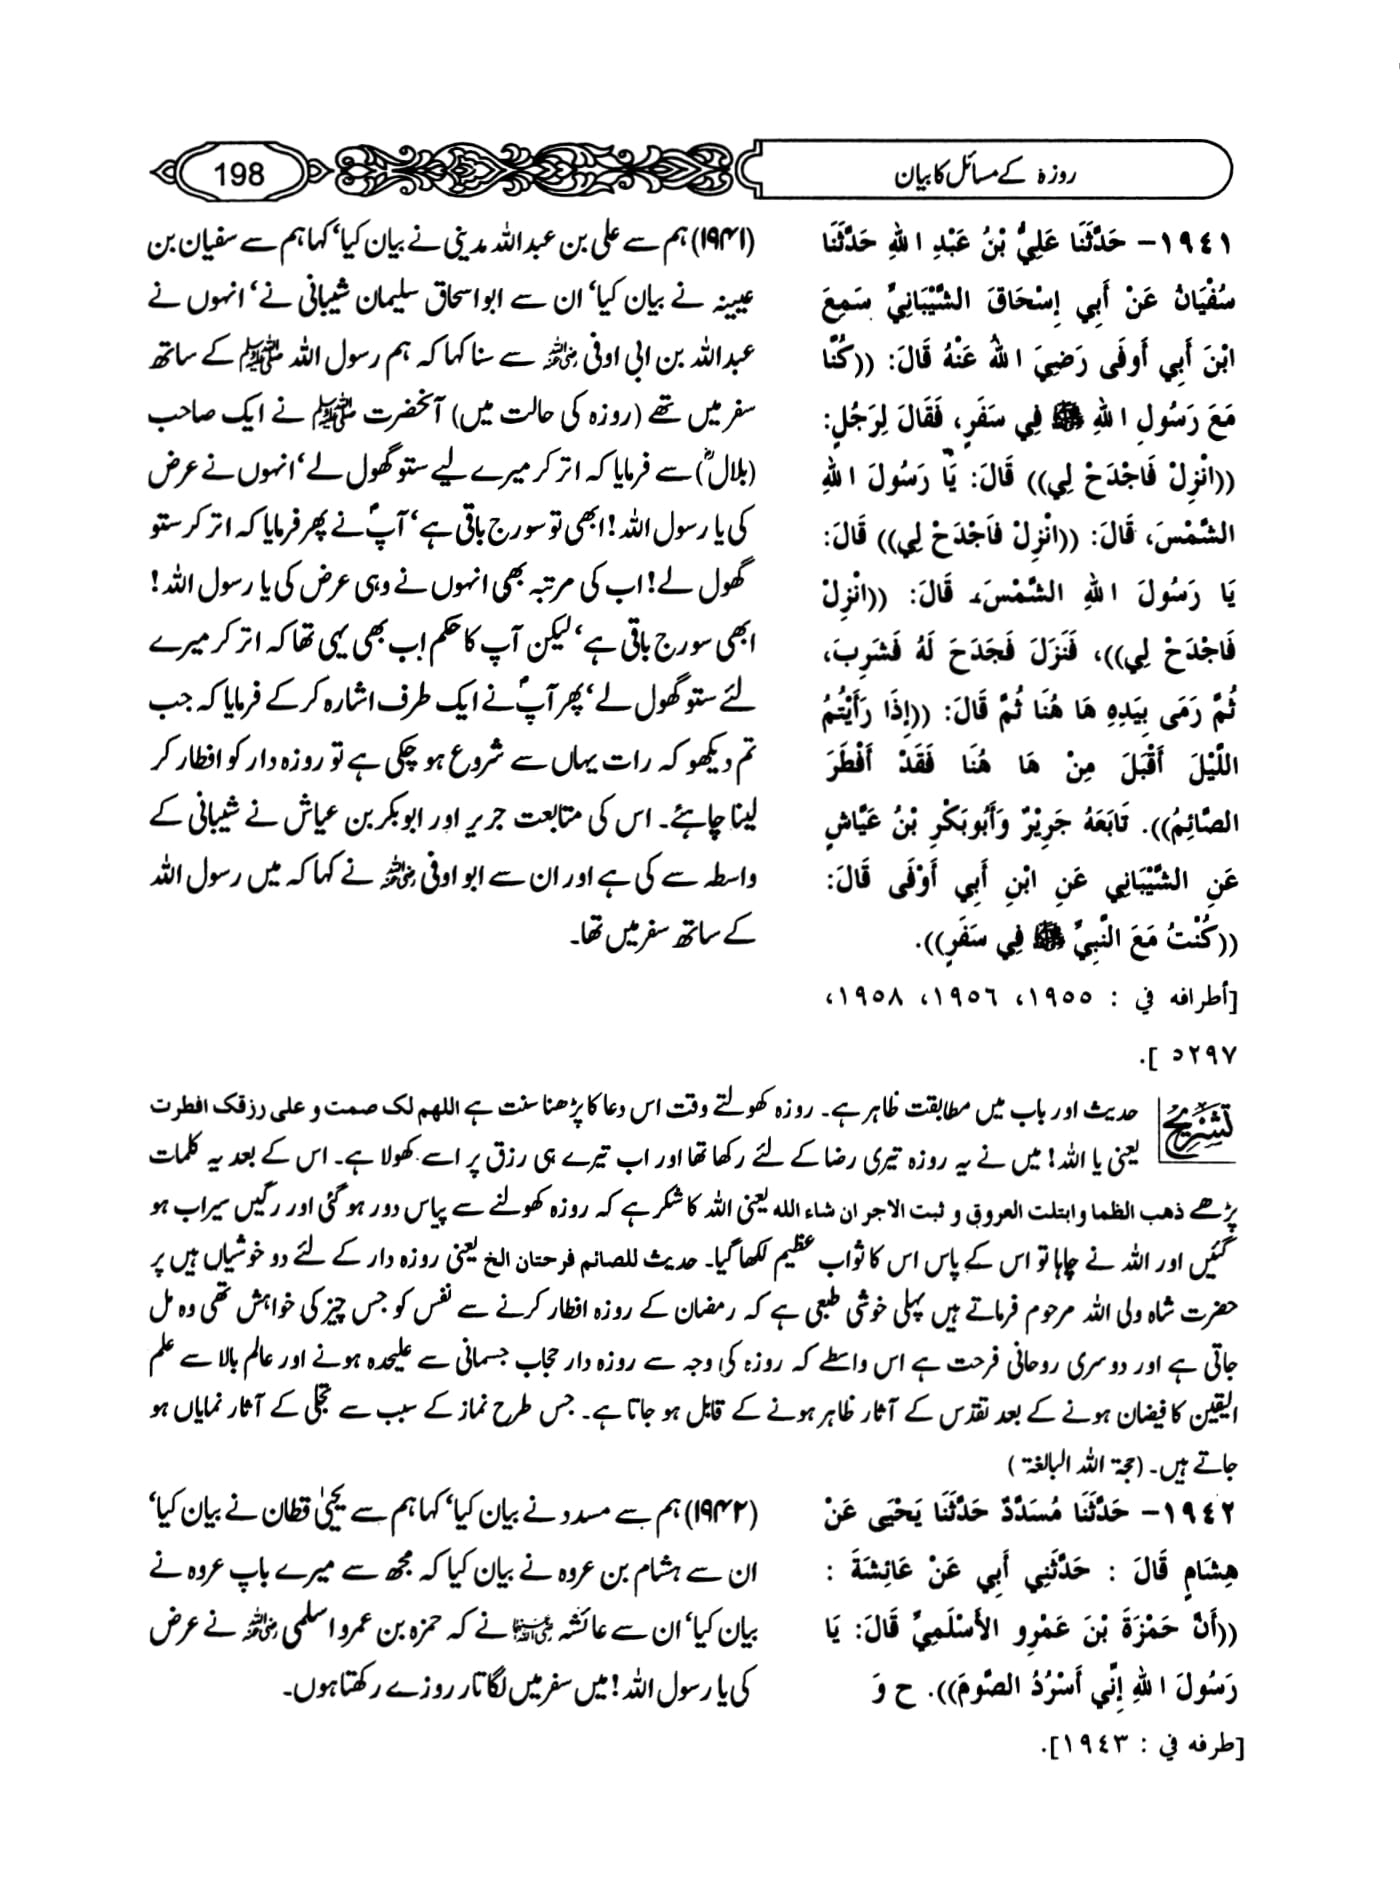 روزہ کے مسائل کا بیان
198
١٩٤١- حَدَّثَنَا عَلِيُّ بْنُ عَبْدِ اللهِ حَدَّثَنَا
سُفْيَانُ عَنْ أَبِي إِسْحَاقَ الشَّيْبَانِيِّ سَمِعَ
ابْنَ أَبِي أَوفَى رَضِيَ اللهُ عَنْهُ قَالَ: ((كُنَّا
مَعَ رَسُولِ اللهِ ﷺ فِي سَفَرٍ، فَقَالَ لِرَجُلٍ:
((انْزِلْ فَاجْدَحْ لِي)) قَالَ: يَا رَسُولَ اللهِ
الشَّمْسَ، قَالَ: ((انْزِلْ فَاَجْدَحْ لِي)) قَالَ:
يَا رَسُولَ اللهِ الشَّمْسَ، قَالَ: ((انْزِلْ
فَاجْدَحْ لِي))، فَنَزَلَ فَجَدَحَ لَهُ فَشَرِبَ،
ثُمَّ رَمَى بِيَدِهِ هَا هُنَا ثُمَّ قَالَ: ((إِذَا رَأَيْتُمُ
اللَّيْلَ أَقْبَلَ مِنْ هَا هُنَا فَقَدْ أَفْطَرَ
الصَّائِمُ)). تَابَعَهُ جَرِيْرٌ وَأَبُوبَكْرِ بْنُ عَيَّاشٍ
عَنِ الشَّيْبَانِي عَنِ ابْنِ أَبِي أَوْفَى قَالَ:
((كُنْتُ مَعَ النَّبِيِّ ﷺ فِي سَفَرٍ)).
[أطرافه في : ١٩٥٥، ١٩٥٦، ١٩٥٨،
٥٢٩٧ ].
(۱۹۴۱) ہم سے علی بن عبداللہ مدینی نے بیان کیا‘ کہا ہم سے سفیان بن
عیینہ نے بیان کیا‘ ان سے ابواسحاق سلیمان شیبانی نے‘ انہوں نے
عبداللہ بن ابی اوفی رضی اللہ عنہ سے سنا کہا کہ ہم رسول اللہ ﷺ کے ساتھ
سفر میں تھے (روزہ کی حالت میں) آنحضرت ﷺ نے ایک صاحب
(بلالؓ) سے فرمایا کہ اتر کر میرے لیے ستو گھول لے‘ انہوں نے عرض
کی یا رسول اللہ! ابھی تو سورج باقی ہے‘ آپؐ نے پھر فرمایا کہ اتر کر ستو
گھول لے! اب کی مرتبہ بھی انہوں نے وہی عرض کی یا رسول اللہ!
ابھی سورج باقی ہے‘ لیکن آپ کا حکم اب بھی یہی تھا کہ اتر کر میرے
لئے ستو گھول لے‘ پھر آپؐ نے ایک طرف اشارہ کر کے فرمایا کہ جب
تم دیکھو کہ رات یہاں سے شروع ہو چکی ہے تو روزہ دار کو افطار کر
لینا چاہئے۔ اس کی متابعت جریر اور ابوبکر بن عیاش نے شیبانی کے
واسطہ سے کی ہے اور ان سے ابو اوفی رضی اللہ عنہ نے کہا کہ میں رسول اللہ
کے ساتھ سفر میں تھا۔
تشریح حدیث اور باب میں مطابقت ظاہر ہے۔ روزہ کھولتے وقت اس دعا کا پڑھنا سنت ہے اللهم لک صمت و علی رزقک افطرت
یعنی یا اللہ! میں نے یہ روزہ تیری رضا کے لئے رکھا تھا اور اب تیرے ہی رزق پر اسے کھولا ہے۔ اس کے بعد یہ کلمات
پڑھے ذهب الظما وابتلت العروق و ثبت الاجر ان شاء الله یعنی اللہ کا شکر ہے کہ روزہ کھولنے سے پیاس دور ہو گئی اور رگیں سیراب ہو
گئیں اور اللہ نے چاہا تو اس کے پاس اس کا ثواب عظیم لکھا گیا۔ حدیث للصائم فرحتان الخ یعنی روزہ دار کے لئے دو خوشیاں ہیں پر
حضرت شاہ ولی اللہ مرحوم فرماتے ہیں پہلی خوشی طبعی ہے کہ رمضان کے روزہ افطار کرنے سے نفس کو جس چیز کی خواہش تھی وہ مل
جاتی ہے اور دوسری روحانی فرحت ہے اس واسطے کہ روزہ کی وجہ سے روزہ دار حجاب جسمانی سے علیحدہ ہونے اور عالم بالا سے علم
الیقین کا فیضان ہونے کے بعد تقدّس کے آثار ظاہر ہونے کے قابل ہو جاتا ہے۔ جس طرح نماز کے سبب سے تجلّی کے آثار نمایاں ہو
جاتے ہیں۔ (حجۃ اللہ البالغۃ)
١٩٤٢- حَدَّثَنَا مُسَدَّدٌ حَدَّثَنَا يَحْيَى عَنْ
هِشَامٍ قَالَ : حَدَّثَنِي أَبِي عَنْ عَائِشَةَ :
((أَنَّ حَمْزَةَ بْنَ عَمْرٍو الأَسْلَمِيَّ قَالَ: يَا
رَسُولَ اللهِ إِنِّي أَسْرُدُ الصَّومَ)). ح وَ
[طرفه في : ١٩٤٣].
(۱۹۴۲) ہم سے مسدد نے بیان کیا‘ کہا ہم سے یحییٰ قطان نے بیان کیا‘
ان سے ہشام بن عروہ نے بیان کیا کہ مجھ سے میرے باپ عروہ نے
بیان کیا‘ ان سے عائشہ رضی اللہ عنہا نے کہ حمزہ بن عمرو اسلمی رضی اللہ عنہ نے عرض
کی یا رسول اللہ! میں سفر میں لگاتار روزے رکھتا ہوں۔